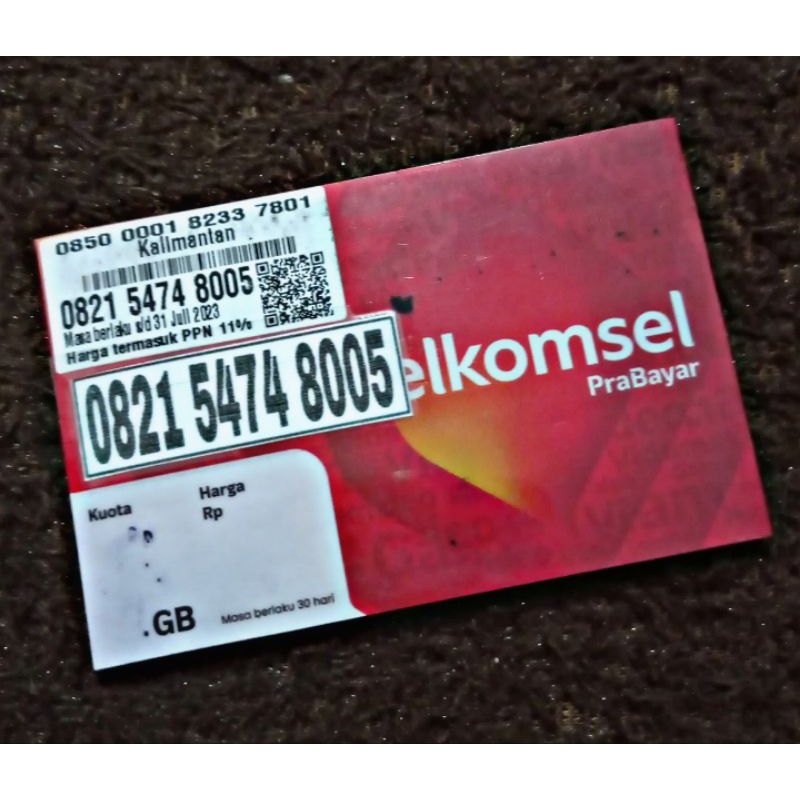 0850 0001 8233 7801
Kalimantan
0821 5474 8005
Masa berlaku s/d 31 Juli 2023
Harga termasuk PPN 11%
0821 5474 8005
elkomsel
PraBayar
Kuota
Harga
Rp
.GB
Masa berlaku 30 hari